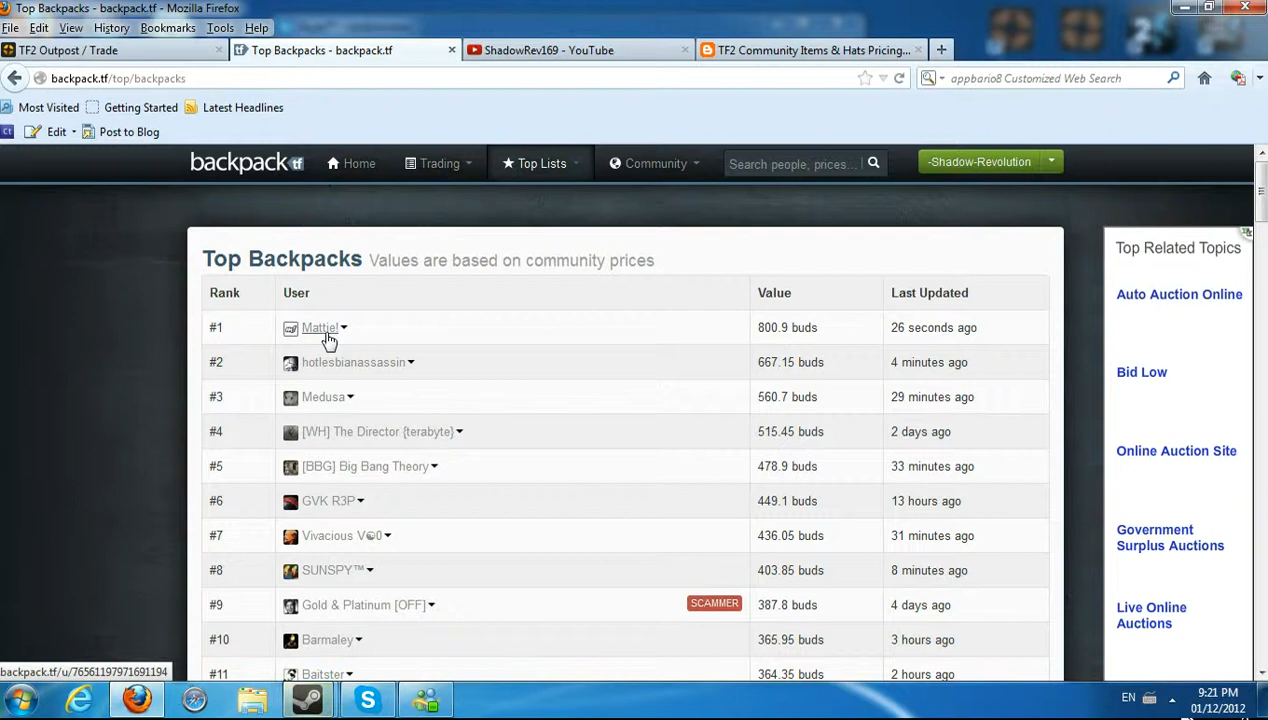 Top Backpacks - backpack.tf - Mozilla Firefox
File Edit View History Bookmarks Tools Help
TF2 Outpost / Trade
Top Backpacks - backpack.tf
ShadowRev169 - YouTube
TF2 Community Items & Hats Pricing...
backpack.tf/top/backpacks
appbario8 Customized Web Search
Most Visited Getting Started Latest Headlines
Ct Edit Post to Blog
backpack tf Home Trading Top Lists Community Search people, prices... -Shadow-Revolution
Top Backpacks Values are based on community prices
Rank User Value Last Updated
#1 Mattie! 800.9 buds 26 seconds ago
#2 hotlesbianassassin 667.15 buds 4 minutes ago
#3 Medusa 560.7 buds 29 minutes ago
#4 [WH] The Director {terabyte} 515.45 buds 2 days ago
#5 [BBG] Big Bang Theory 478.9 buds 33 minutes ago
#6 GVK R3P 449.1 buds 13 hours ago
#7 Vivacious V☯0 436.05 buds 31 minutes ago
#8 SUNSPY™ 403.85 buds 8 minutes ago
#9 Gold & Platinum [OFF] SCAMMER 387.8 buds 4 days ago
#10 Barmaley 365.95 buds 3 hours ago
#11 Baitster 364.35 buds 2 hours ago
Top Related Topics
Auto Auction Online
Bid Low
Online Auction Site
Government
Surplus Auctions
Live Online
Auctions
backpack.tf/u/76561197971691194
EN
9:21 PM
01/12/2012